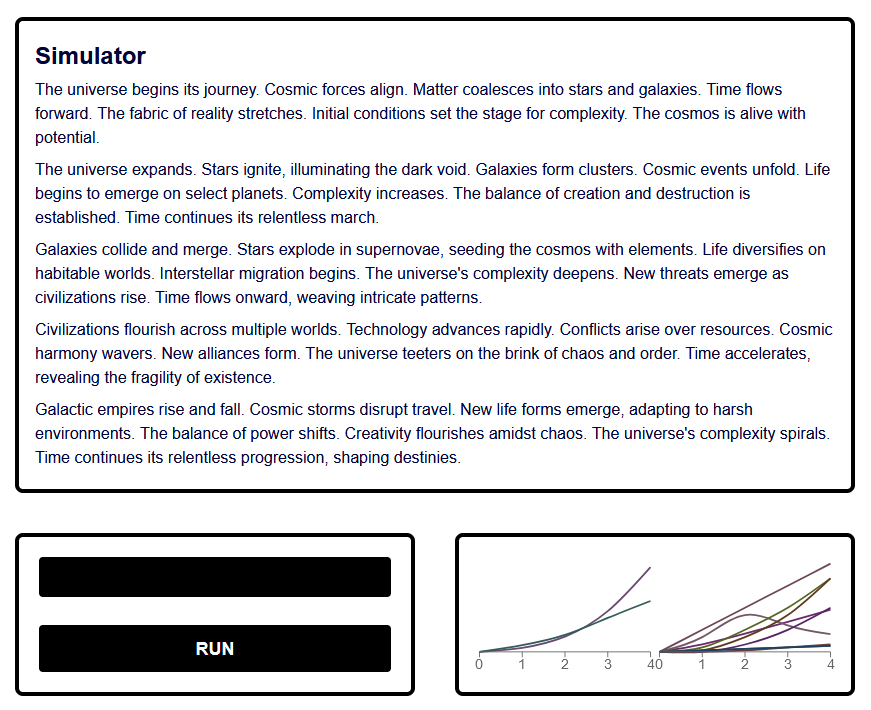 Simulator
The universe begins its journey. Cosmic forces align. Matter coalesces into stars and galaxies. Time flows
forward. The fabric of reality stretches. Initial conditions set the stage for complexity. The cosmos is alive with
potential.
The universe expands. Stars ignite, illuminating the dark void. Galaxies form clusters. Cosmic events unfold. Life
begins to emerge on select planets. Complexity increases. The balance of creation and destruction is
established. Time continues its relentless march.
Galaxies collide and merge. Stars explode in supernovae, seeding the cosmos with elements. Life diversifies on
habitable worlds. Interstellar migration begins. The universe's complexity deepens. New threats emerge as
civilizations rise. Time flows onward, weaving intricate patterns.
Civilizations flourish across multiple worlds. Technology advances rapidly. Conflicts arise over resources. Cosmic
harmony wavers. New alliances form. The universe teeters on the brink of chaos and order. Time accelerates,
revealing the fragility of existence.
Galactic empires rise and fall. Cosmic storms disrupt travel. New life forms emerge, adapting to harsh
environments. The balance of power shifts. Creativity flourishes amidst chaos. The universe's complexity spirals.
Time continues its relentless progression, shaping destinies.
RUN
0 1 2 3 4 0 1 2 3 4